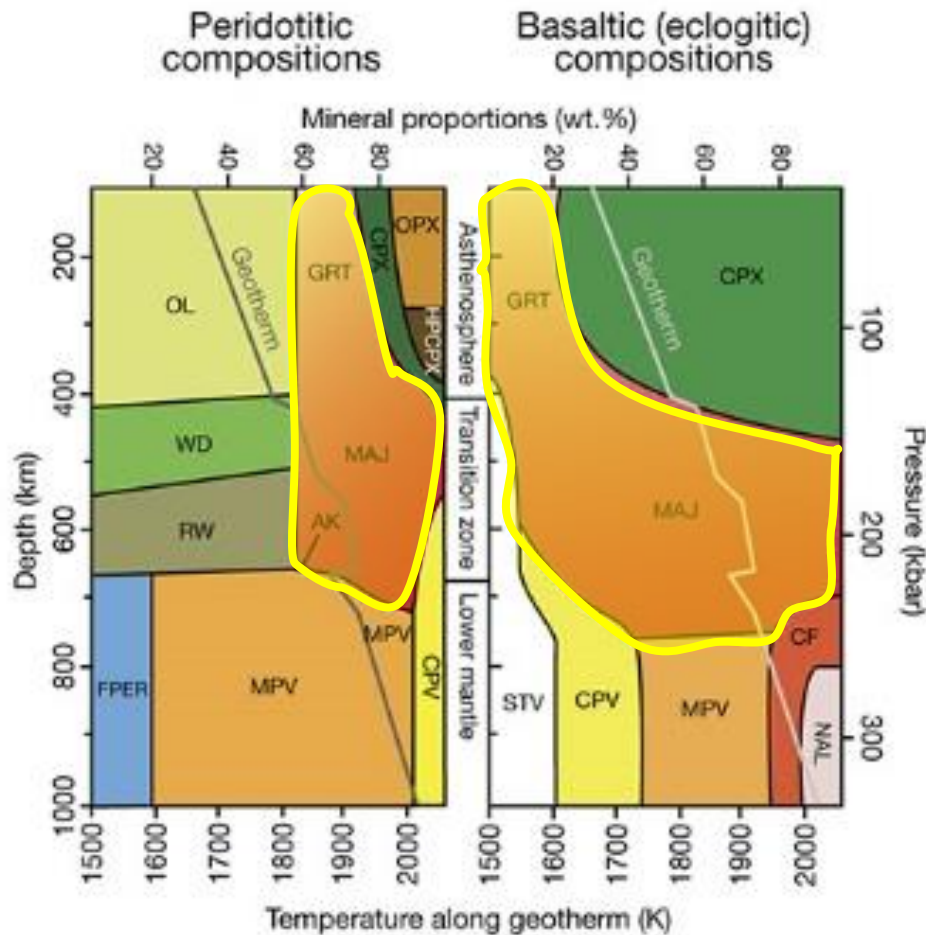 Peridotitic
compositions
Basaltic (eclogitic)
compositions
Mineral proportions (wt.%)
20 40 60 80
20 40 60 80
Depth (km)
200
400
600
800
1000
OL
Geotherm
GRT
CPX
OPX
HPCPX
WD
MAJ
RW
AK
FPER
MPV
MPV
CPV
Asthenosphere
Transition zone
Lower mantle
GRT
Geotherm
CPX
MAJ
STV
CPV
MPV
CF
NAL
100
200
300
Pressure (kbar)
1500 1600 1700 1800 1900 2000
1500 1600 1700 1800 1900 2000
Temperature along geotherm (K)